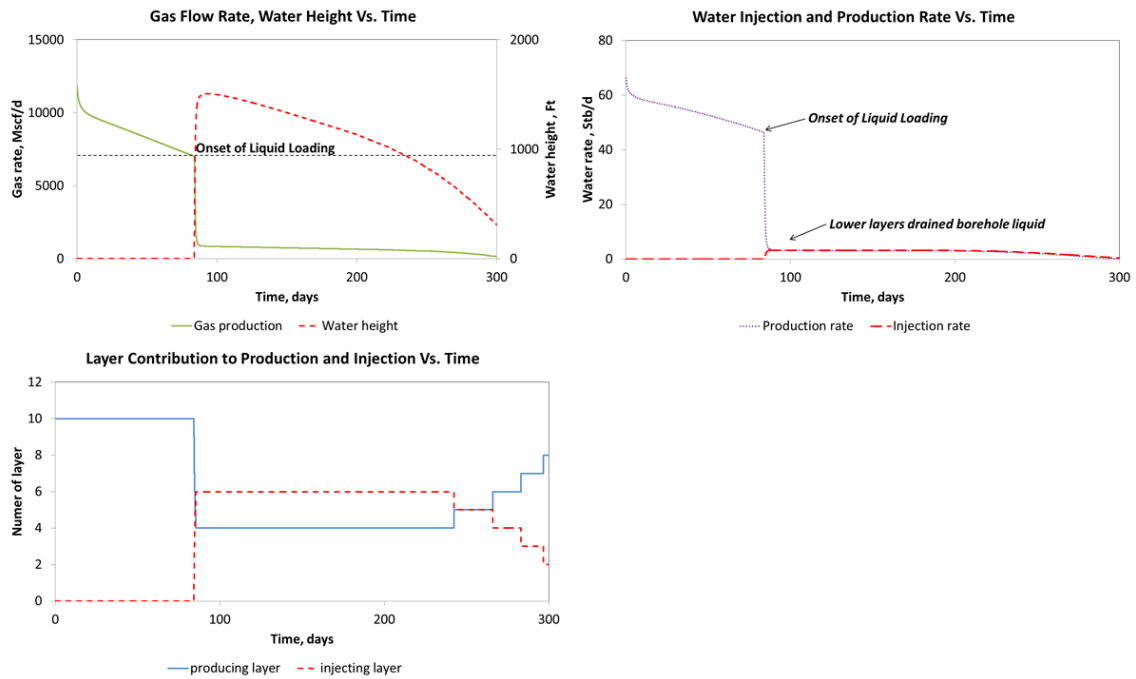 Gas Flow Rate, Water Height Vs. Time
15000
10000
5000
0
Gas rate, Mscf/d
2000
1000
0
Water height , Ft
Onset of Liquid Loading
0
100
200
300
Time, days
Gas production
Water height
Water Injection and Production Rate Vs. Time
80
60
40
20
0
Water rate , Stb/d
Onset of Liquid Loading
Lower layers drained borehole liquid
0
100
200
300
Time, days
Production rate
Injection rate
Layer Contribution to Production and Injection Vs. Time
12
10
8
6
4
2
0
Numer of layer
0
100
200
300
Time, days
producing layer
injecting layer